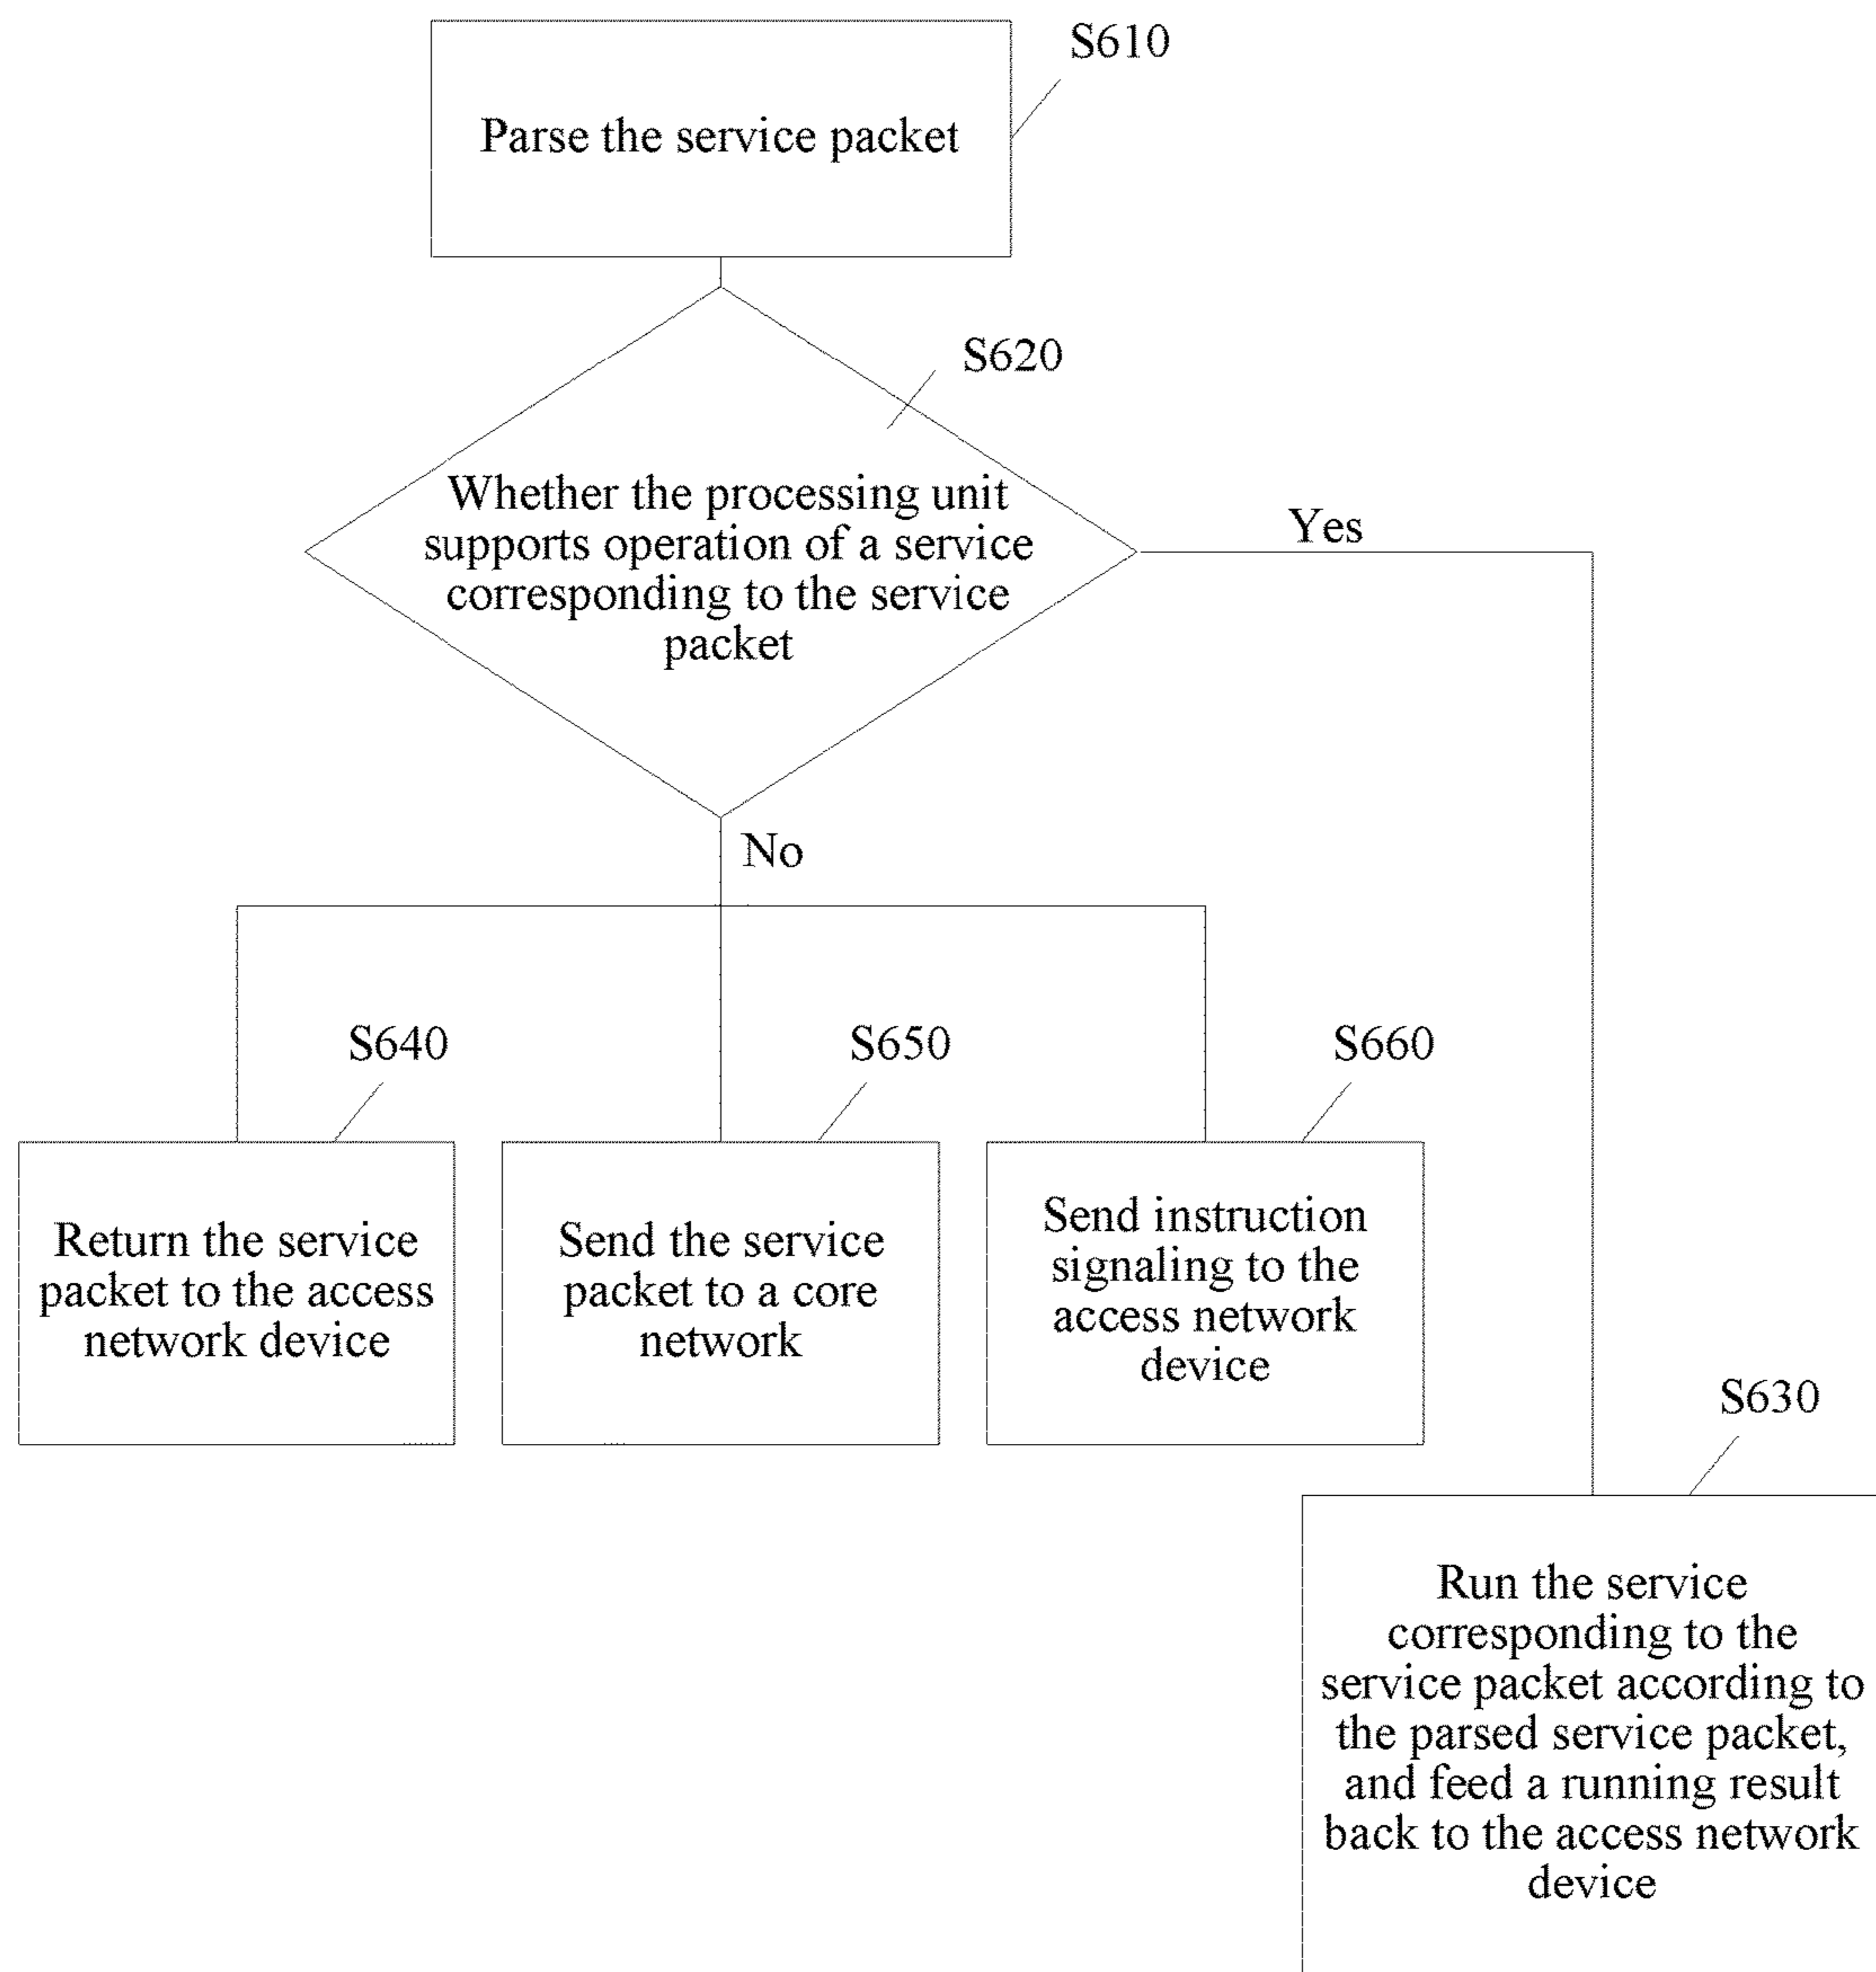 S610
Parse the service packet
S620
Whether the processing unit
supports operation of a service
corresponding to the service
packet
Yes
No
S640
S650
S660
Return the service
packet to the access
network device
Send the service
packet to a core
network
Send instruction
signaling to the
access network
device
S630
Run the service
corresponding to the
service packet according to
the parsed service packet,
and feed a running result
back to the access network
device